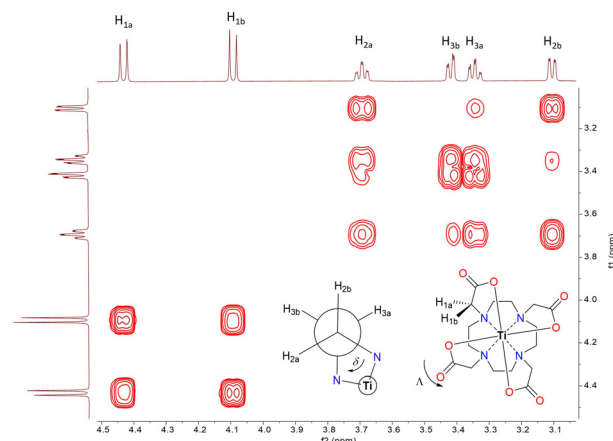 H1a
H1b
H2a
H3b
H3a
H2b
3.2
3.4
3.6
3.8
4.0
4.2
4.4
f1 (ppm)
H2b
H3b
H3a
H2a
δ
N
N
Ti
O
O
H1a
H1b
N
N
Ti
N
N
O
O
O
O
O
O
Λ
4.5
4.4
4.3
4.2
4.1
4.0
3.9
3.8
3.7
3.6
3.5
3.4
3.3
3.2
3.1
f2 (ppm)